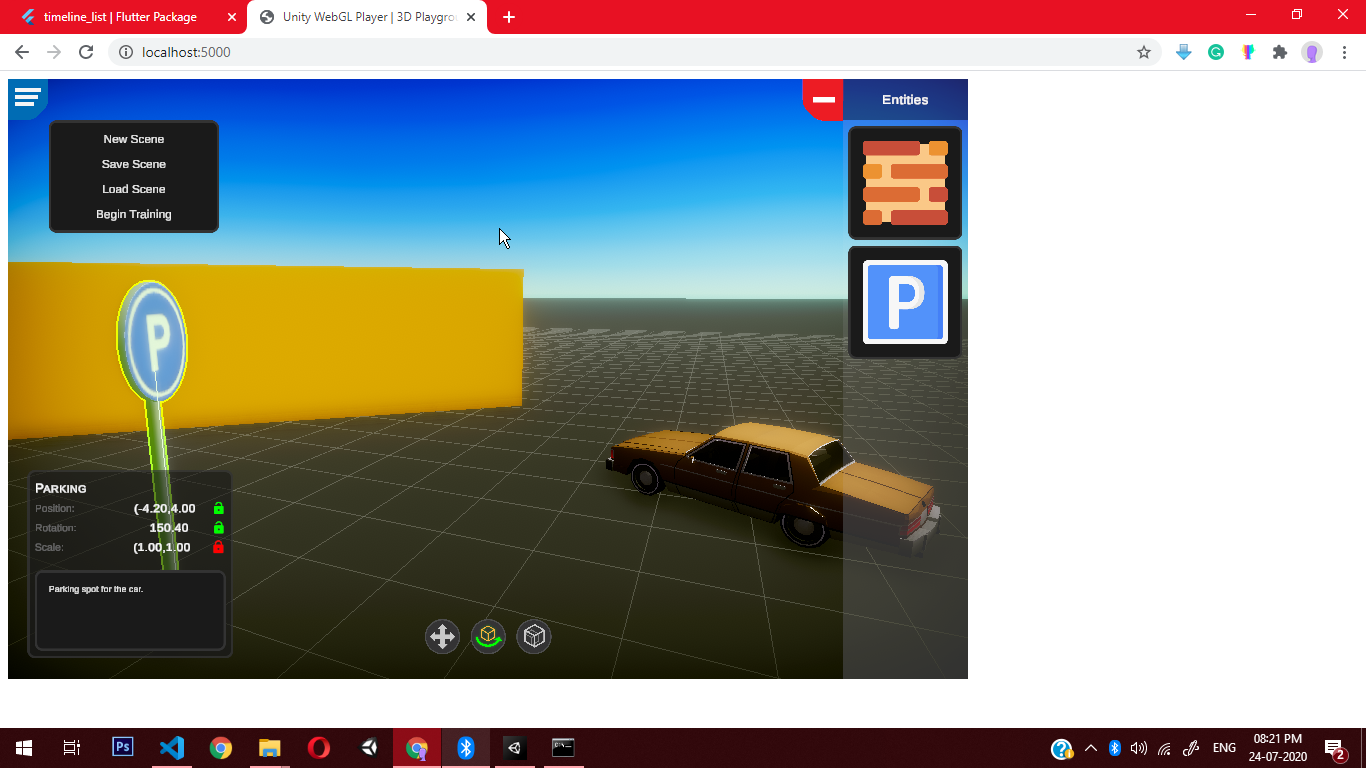 timeline_list | Flutter Package
Unity WebGL Player | 3D Playgro
localhost:5000
Entities
New Scene
Save Scene
Load Scene
Begin Training
P
P
PARKING
Position: (-4.20,4.00
Rotation: 150.40
Scale: (1.00,1.00
Parking spot for the car.
Ps
ENG
08:21 PM
24-07-2020
2